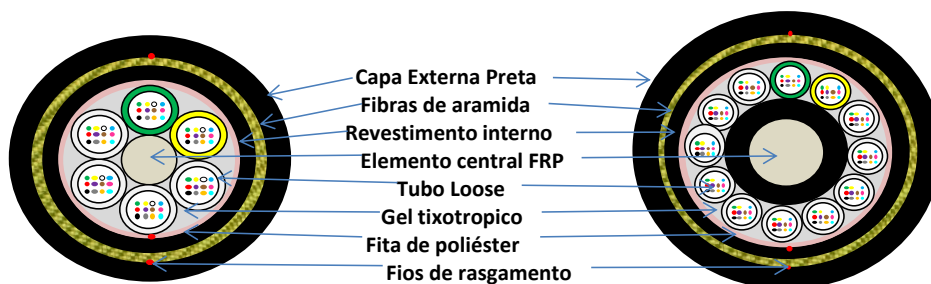 Capa Externa Preta
Fibras de aramida
Revestimento interno
Elemento central FRP
Tubo Loose
Gel tixotropico
Fita de poliéster
Fios de rasgamento